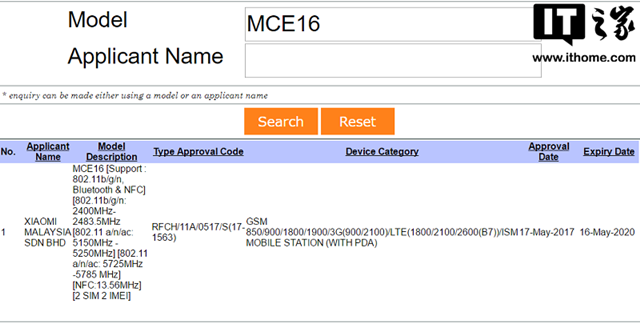 Model
MCE16
IT之家
www.ithome.com
Applicant Name
* enquiry can be made either using a model or an applicant name
Search Reset
No. Applicant Name Model Description Type Approval Code Device Category Approval Date Expiry Date
1
XIAOMI
MALAYSIA
SDN BHD
MCE16 [Support :
802.11b/g/n,
Bluetooth & NFC]
[802.11b/g/n:
2400MHz-
2483.5MHz
[802.11 a/n/ac:
5150MHz -
5250MHz] [802.11
a/n/ac: 5725MHz
-5785 MHz]
[NFC:13.56MHz]
[2 SIM 2 IMEI]
RFCH/11A/0517/S(17-
1563)
GSM
850/900/1800/1900/3G(900/2100)/LTE(1800/2100/2600(B7))/ISM
MOBILE STATION (WITH PDA)
17-May-2017
16-May-2020